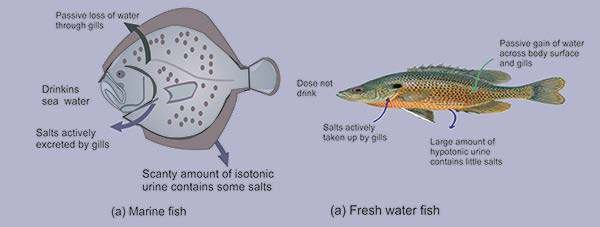 Passive loss of water
through gills
Drinkins
sea water
Salts actively
excreted by gills
Scanty amount of isotonic
urine contains some salts
(a) Marine fish
Passive gain of water
across body surface
and gills
Dose not
drink
Salts actively
taken up by gills
Large amount of
hypotonic urine
contains little salts
(a) Fresh water fish